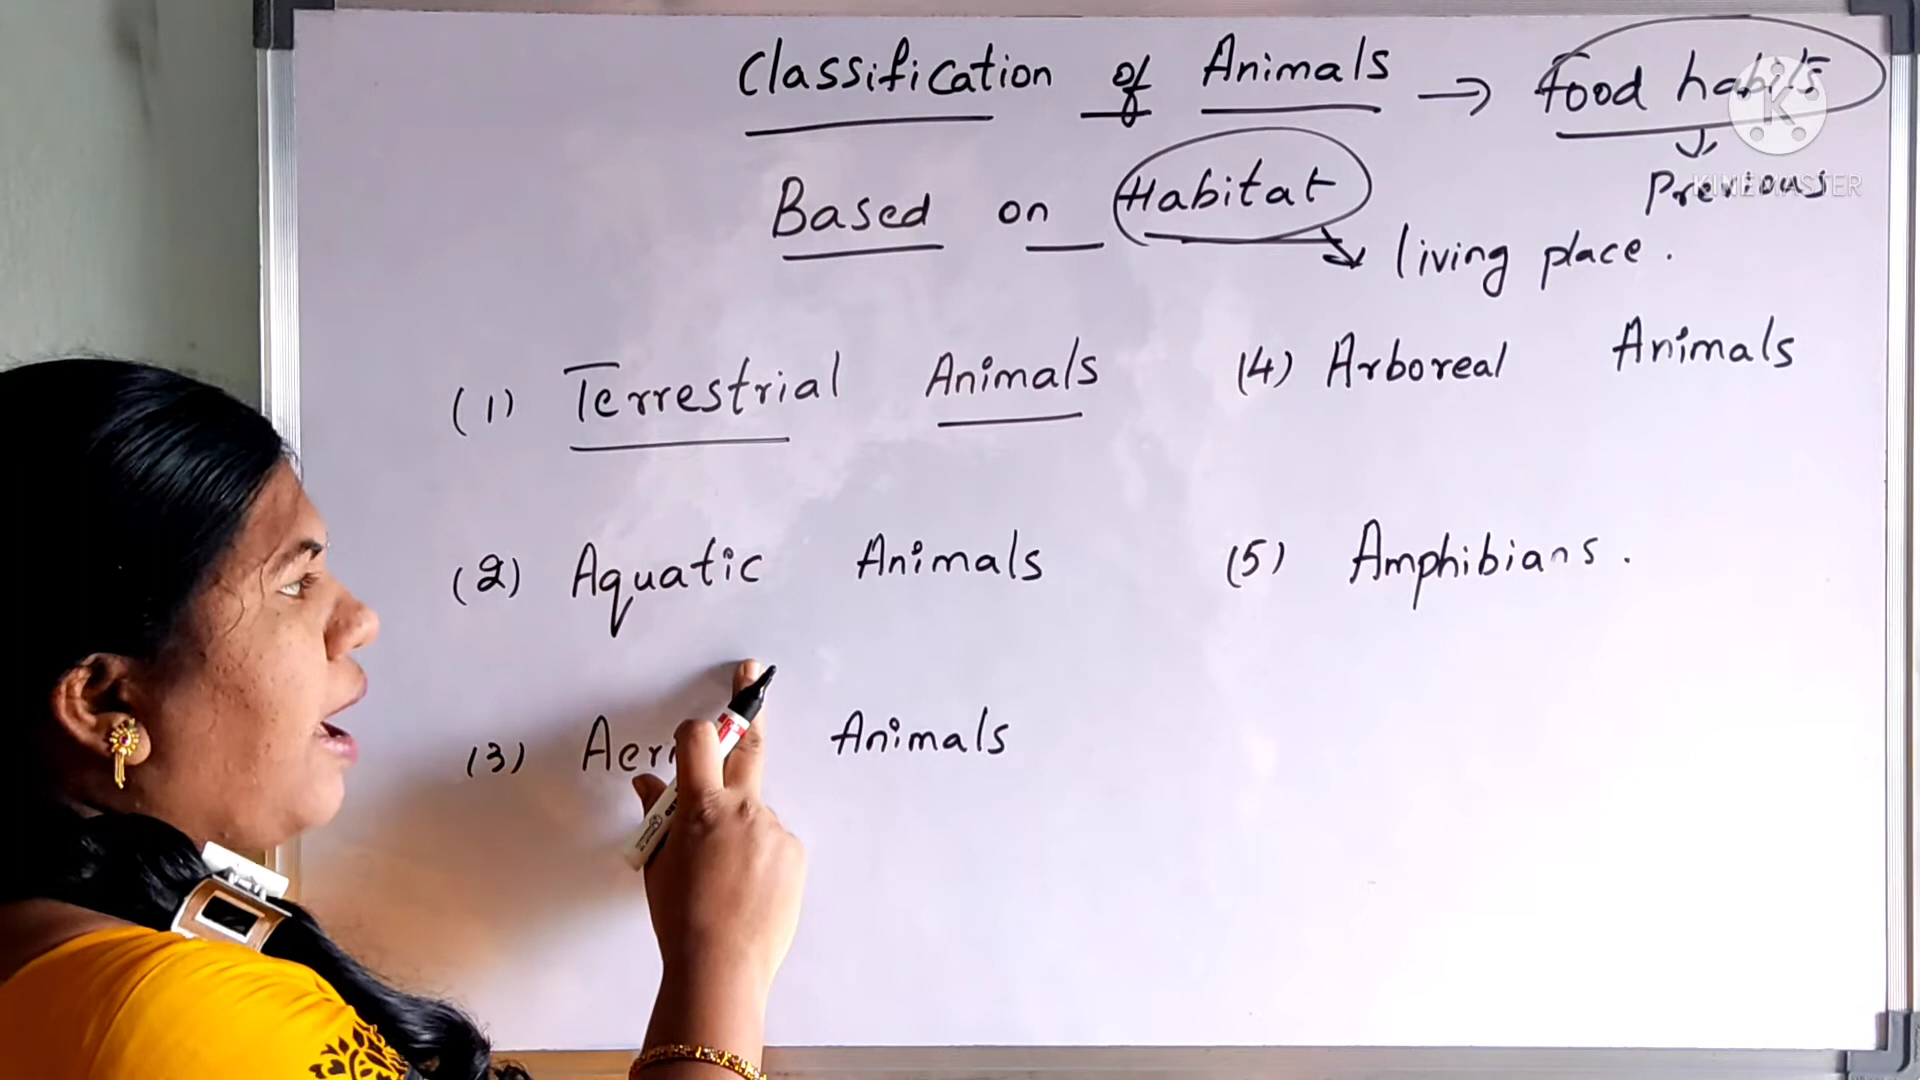 Classification of Animals → food habits
Previous
KINEMASTER
Based on Habitat
living place.
(1) Terrestrial Animals
(4) Arboreal Animals
(2) Aquatic Animals
(5) Amphibians.
(3) Animals